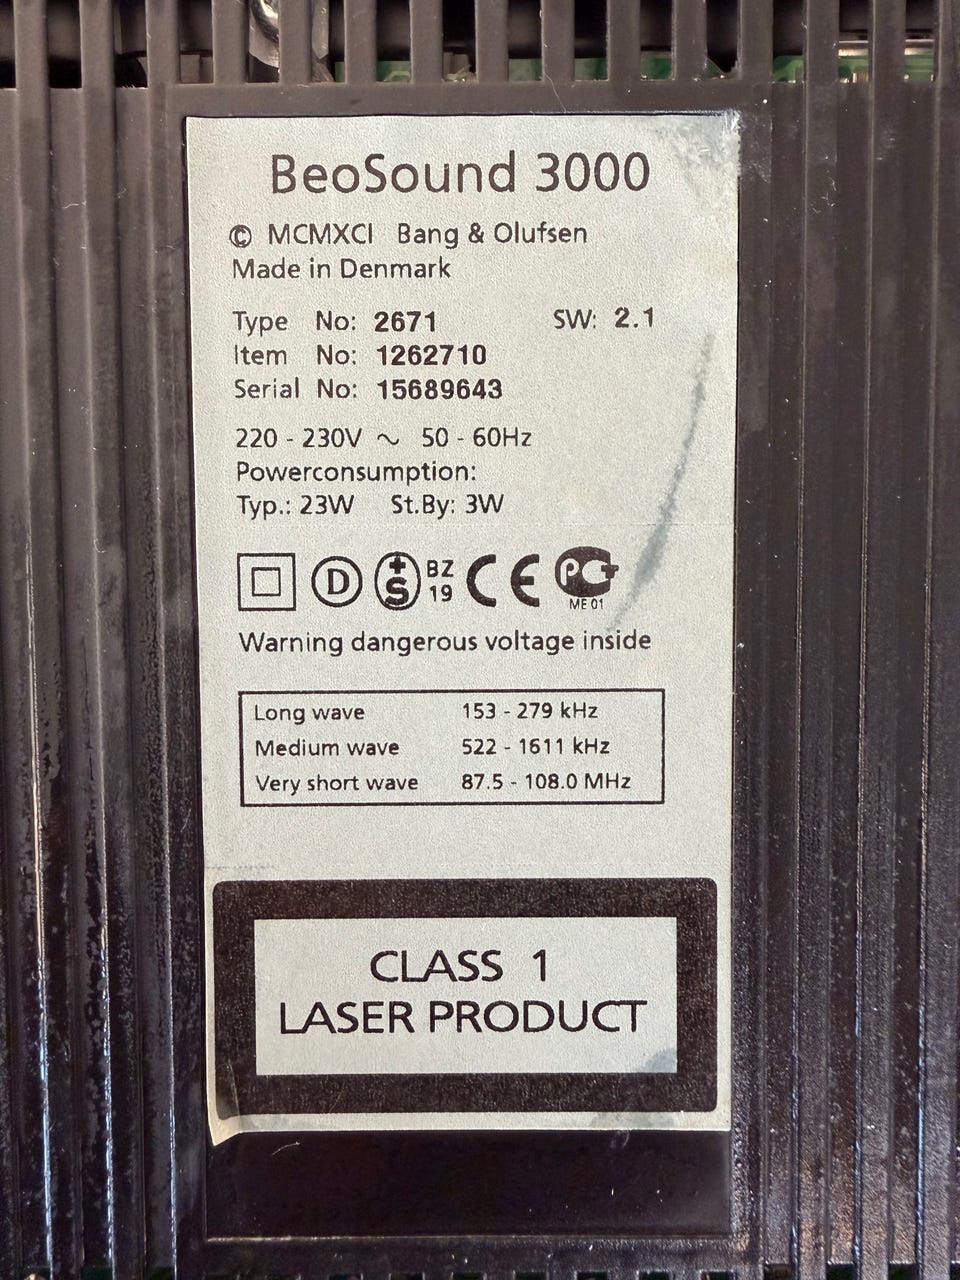 BeoSound 3000
© MCMXCI Bang & Olufsen
Made in Denmark
Type No: 2671 SW: 2.1
Item No: 1262710
Serial No: 15689643
220 - 230V ~ 50 - 60Hz
Powerconsumption:
Typ.: 23W St.By: 3W
D +S BZ 19 CE PCT ME 01
Warning dangerous voltage inside
Long wave 153 - 279 kHz
Medium wave 522 - 1611 kHz
Very short wave 87.5 - 108.0 MHz
CLASS 1
LASER PRODUCT